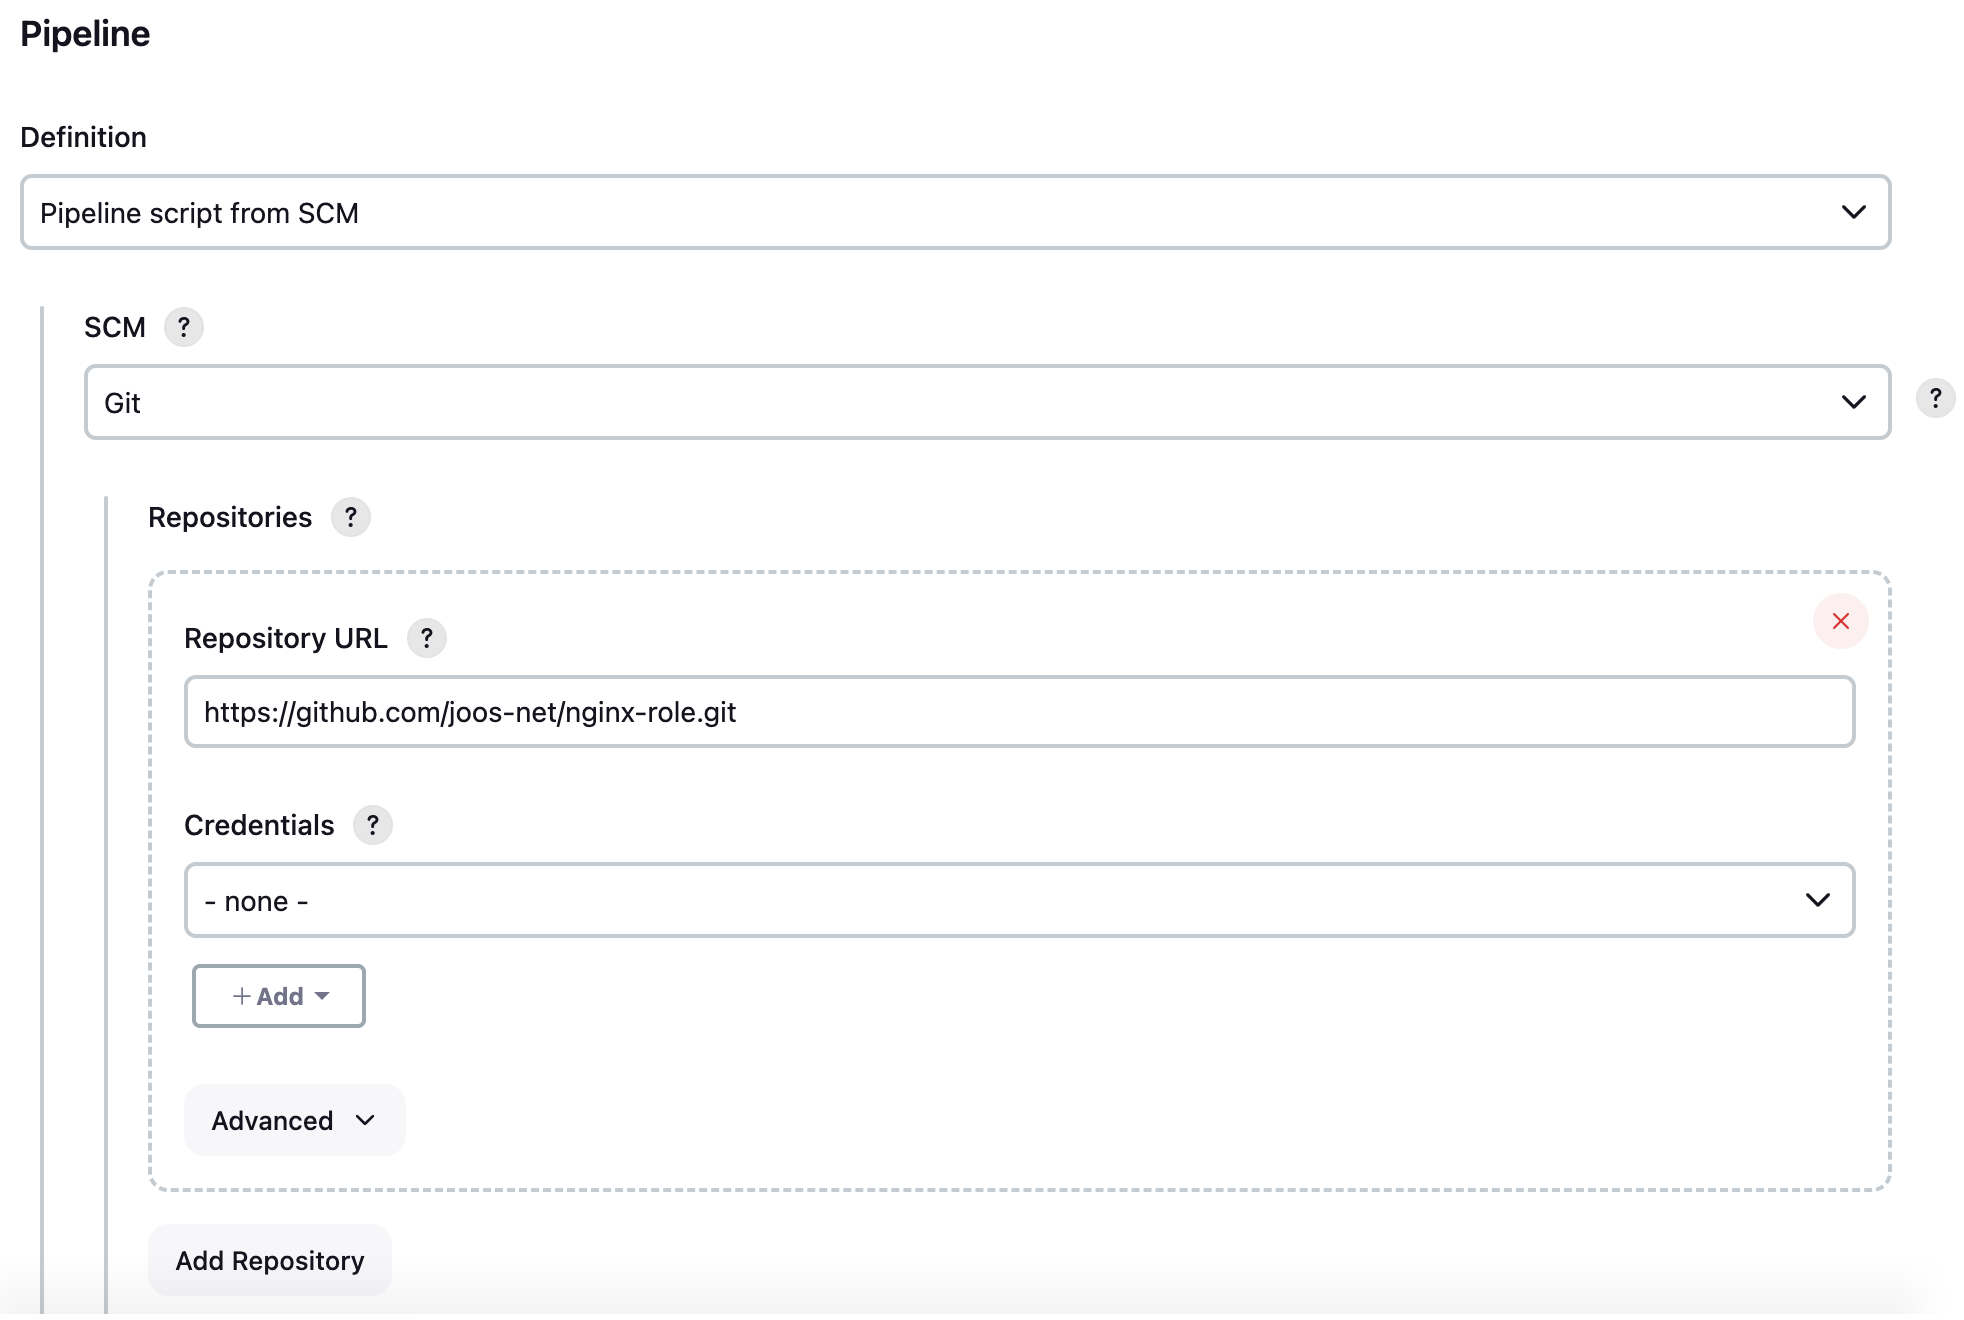 Pipeline
Definition
Pipeline script from SCM
SCM ?
Git
?
Repositories ?
Repository URL ?
https://github.com/joos-net/nginx-role.git
Credentials ?
- none -
+ Add
Advanced
Add Repository